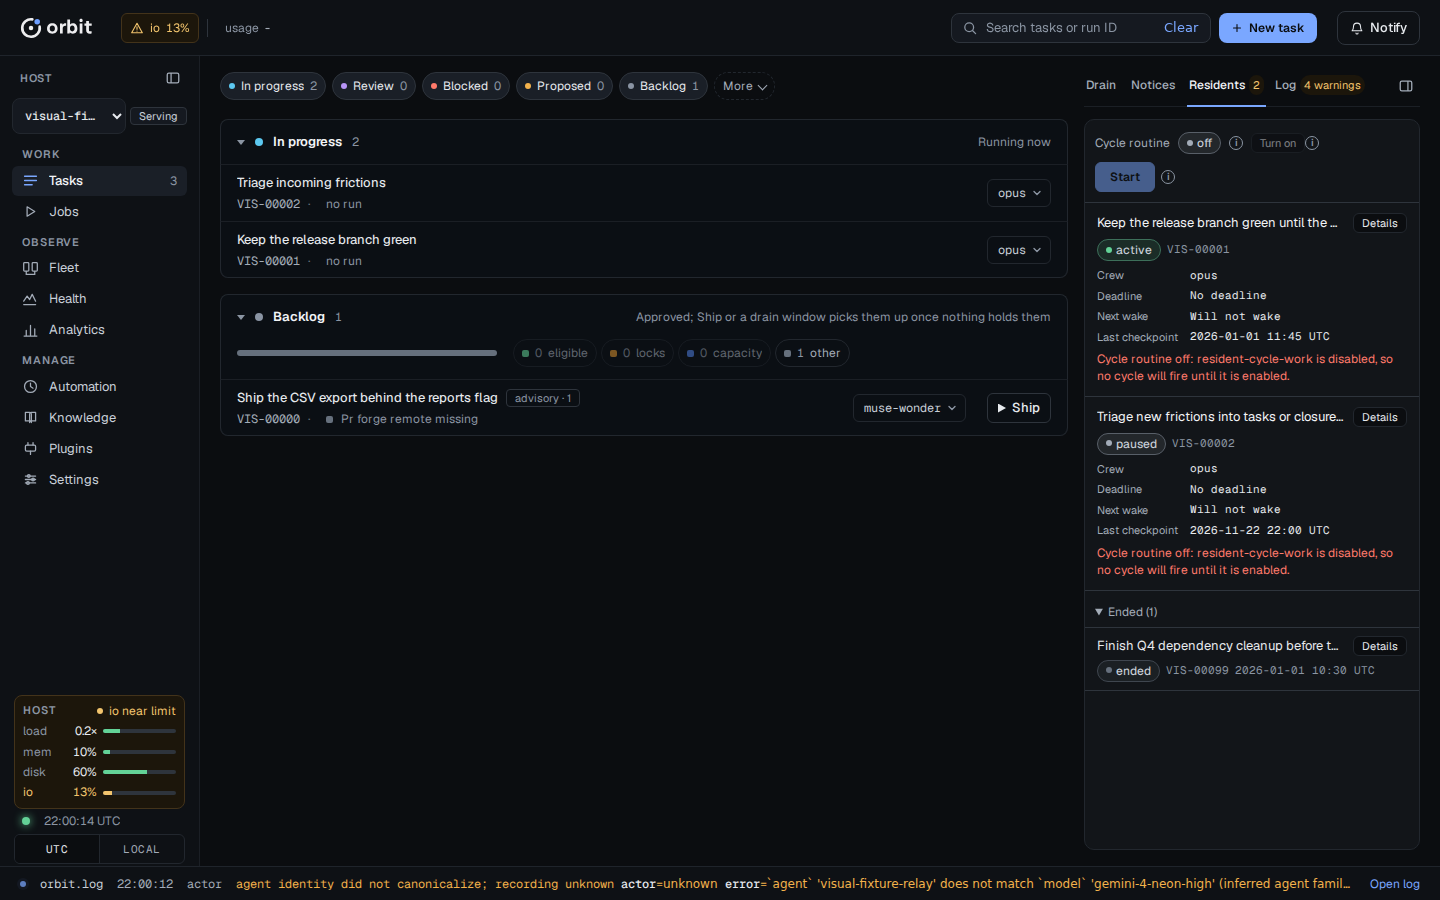 orbit
io 13%
usage -
Search tasks or run ID
Clear
+ New task
Notify
HOST
visual-fi...
Serving
WORK
Tasks 3
Jobs
OBSERVE
Fleet
Health
Analytics
MANAGE
Automation
Knowledge
Plugins
Settings
HOST io near limit
load 0.2×
mem 10%
disk 60%
io 13%
22:00:14 UTC
UTC LOCAL
In progress 2
Review 0
Blocked 0
Proposed 0
Backlog 1
More
In progress 2 Running now
Triage incoming frictions
VIS-00002 · no run
opus
Keep the release branch green
VIS-00001 · no run
opus
Backlog 1 Approved; Ship or a drain window picks them up once nothing holds them
0 eligible 0 locks 0 capacity 1 other
Ship the CSV export behind the reports flag advisory · 1
VIS-00000 · Pr forge remote missing
muse-wonder
Ship
Drain Notices Residents 2 Log 4 warnings
Cycle routine off i Turn on i
Start i
Keep the release branch green until the ... Details
active VIS-00001
Crew opus
Deadline No deadline
Next wake Will not wake
Last checkpoint 2026-01-01 11:45 UTC
Cycle routine off: resident-cycle-work is disabled, so
no cycle will fire until it is enabled.
Triage new frictions into tasks or closure... Details
paused VIS-00002
Crew opus
Deadline No deadline
Next wake Will not wake
Last checkpoint 2026-11-22 22:00 UTC
Cycle routine off: resident-cycle-work is disabled, so
no cycle will fire until it is enabled.
Ended (1)
Finish Q4 dependency cleanup before t... Details
ended VIS-00099 2026-01-01 10:30 UTC
orbit.log 22:00:12 actor agent identity did not canonicalize; recording unknown actor=unknown error=`agent` 'visual-fixture-relay' does not match `model` 'gemini-4-neon-high' (inferred agent famil... Open log